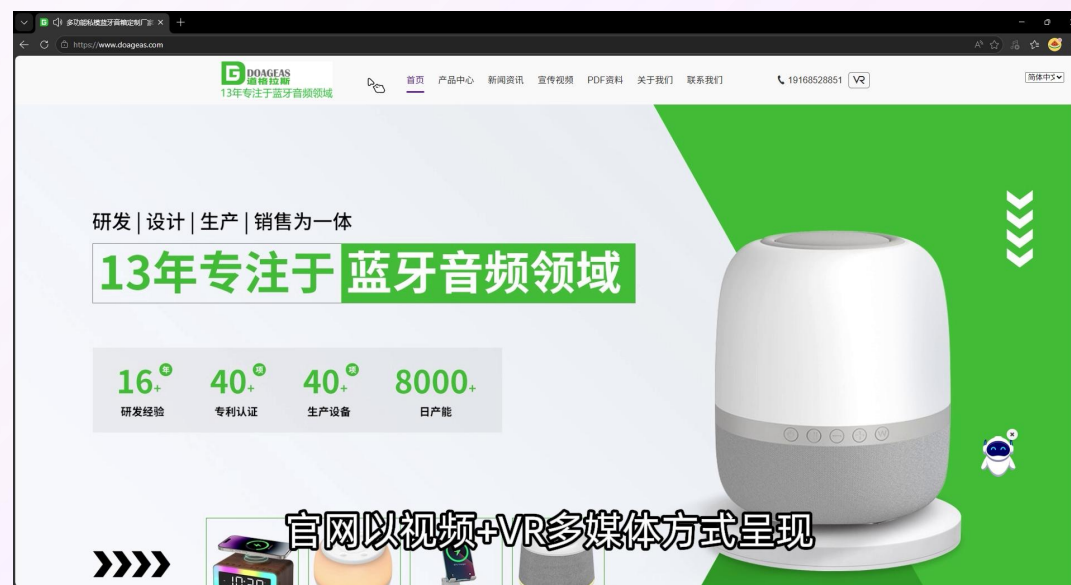 多功能私模蓝牙音箱定制厂家
https://www.doageas.com
DOAGEAS
道格拉斯
13年专注于蓝牙音频领域
首页 产品中心 新闻资讯 宣传视频 PDF资料 关于我们 联系我们
19168528851 VR
简体中文
研发|设计|生产|销售为一体
13年专注于 蓝牙音频领域
16+年 40+项 40+项 8000+
研发经验 专利认证 生产设备 日产能
10:30
官网以视频+VR多媒体方式呈现